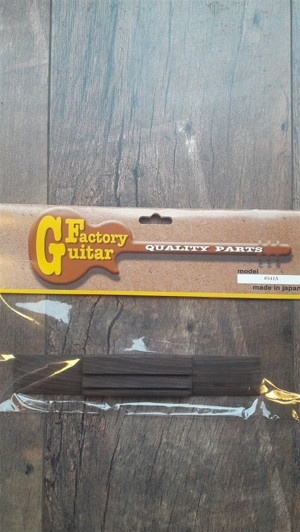 Factory
Guitar
QUALITY PARTS
model
made in japan